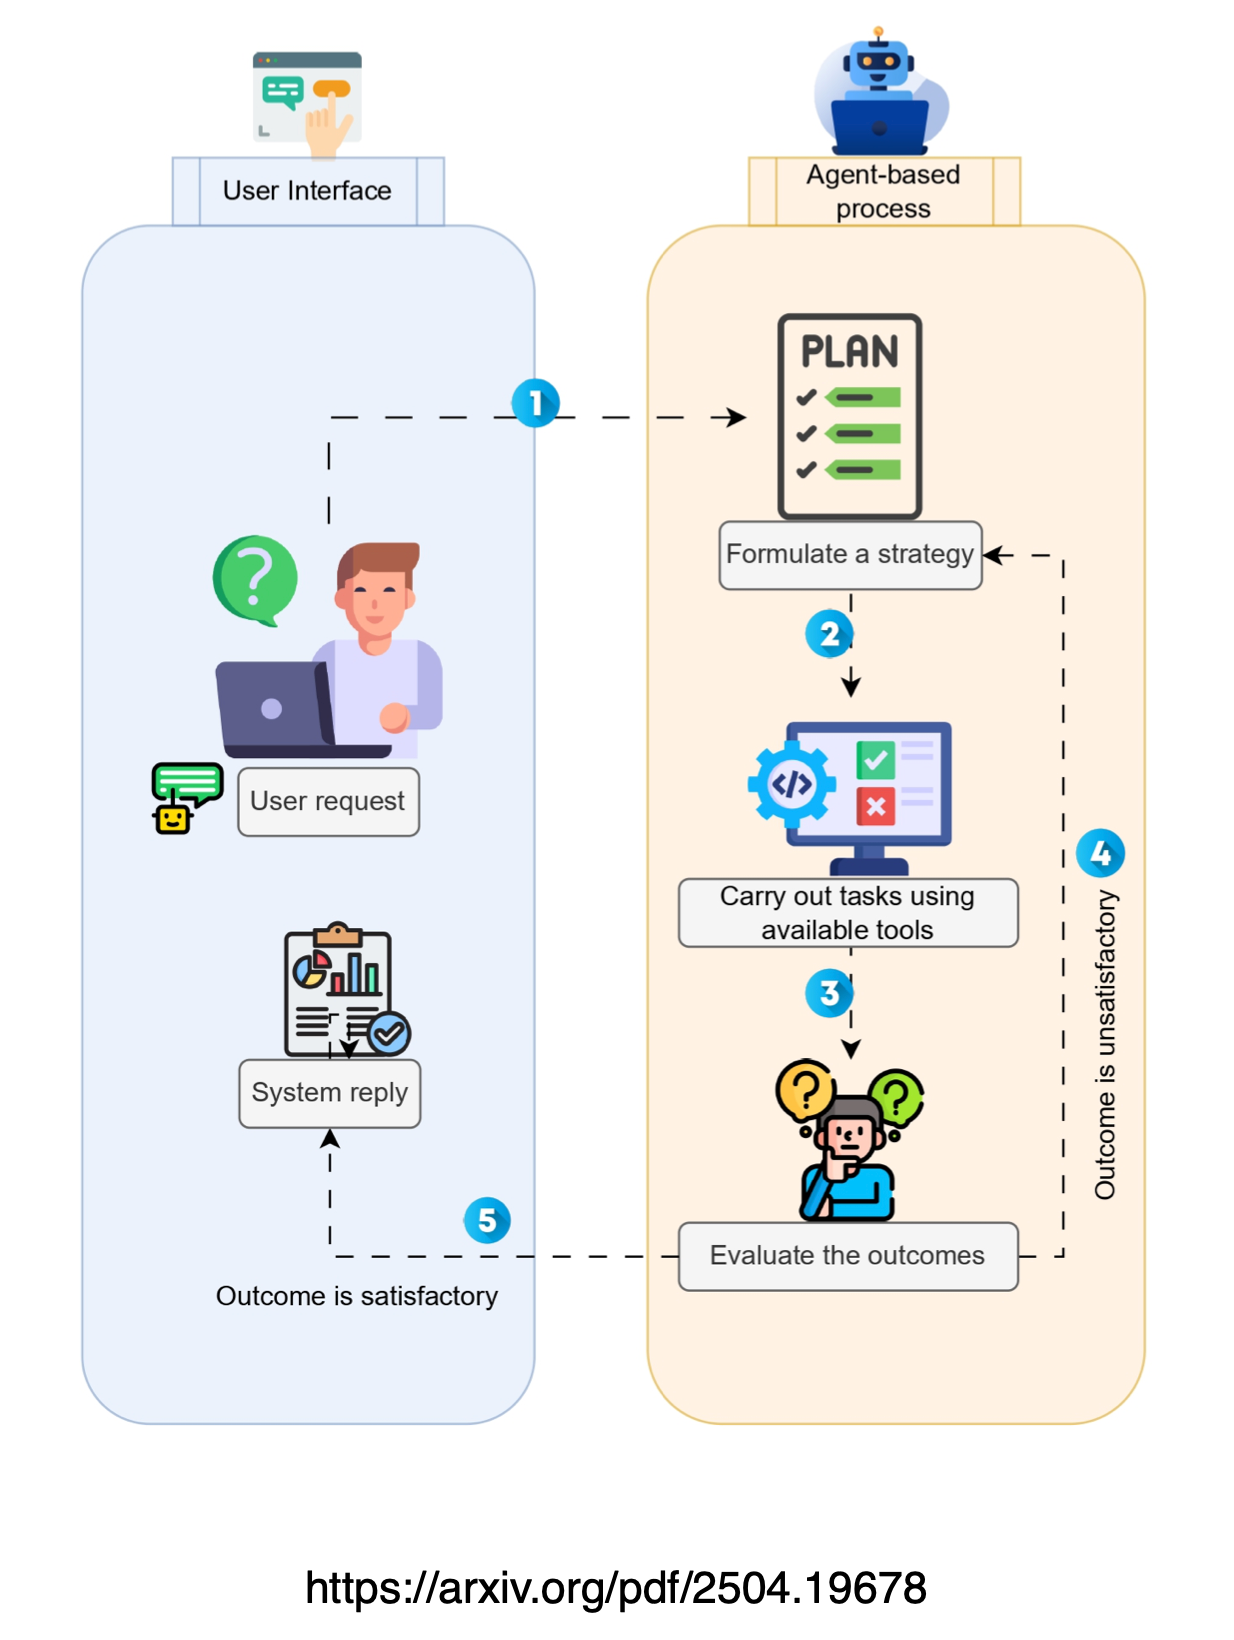 User Interface
Agent-based
process
PLAN
1
Formulate a strategy
2
User request
</>
Carry out tasks using
available tools
4
Outcome is unsatisfactory
3
System reply
5
Evaluate the outcomes
Outcome is satisfactory
https://arxiv.org/pdf/2504.19678